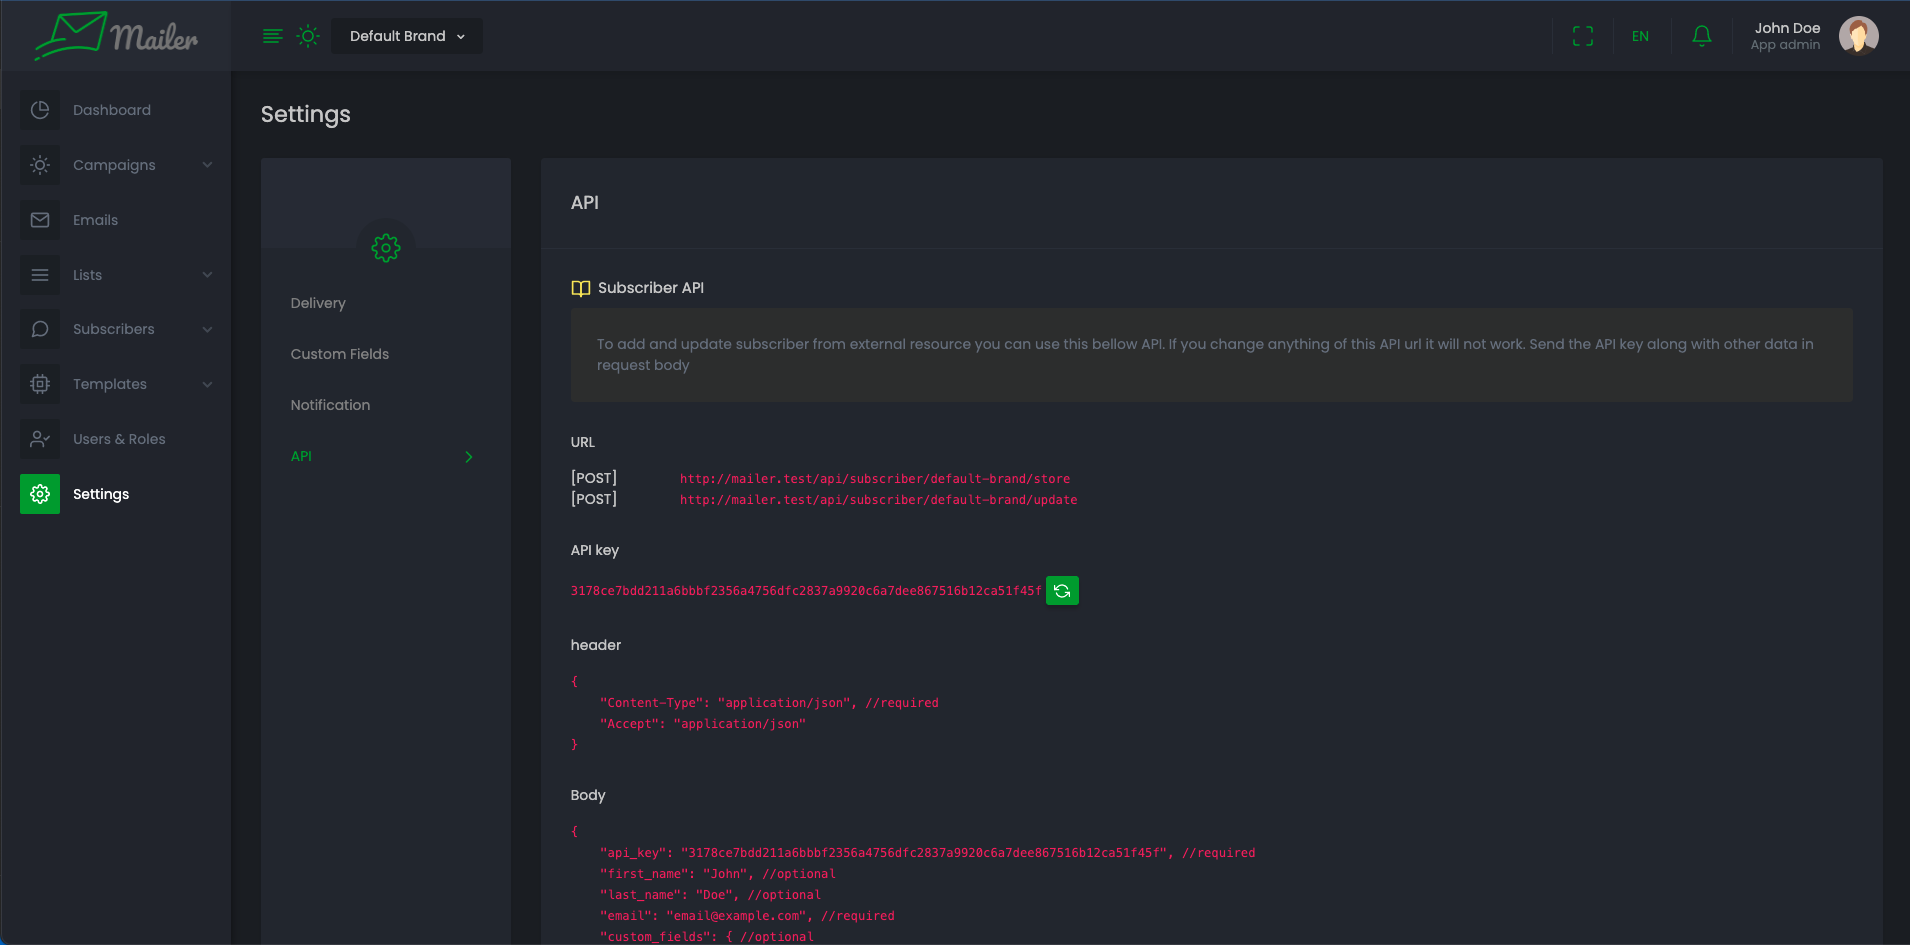 Mailer
Default Brand
EN
John Doe
App admin
Dashboard
Campaigns
Emails
Lists
Subscribers
Templates
Users & Roles
Settings
Settings
Delivery
Custom Fields
Notification
API
API
Subscriber API
To add and update subscriber from external resource you can use this bellow API. If you change anything of this API url it will not work. Send the API key along with other data in
request body
URL
[POST] http://mailer.test/api/subscriber/default-brand/store
[POST] http://mailer.test/api/subscriber/default-brand/update
API key
3178ce7bdd211a6bbbf2356a4756dfc2837a9920c6a7dee867516b12ca51f45f
header
{
"Content-Type": "application/json", //required
"Accept": "application/json"
}
Body
{
"api_key": "3178ce7bdd211a6bbbf2356a4756dfc2837a9920c6a7dee867516b12ca51f45f", //required
"first_name": "John", //optional
"last_name": "Doe", //optional
"email": "email@example.com", //required
"custom_fields": { //optional